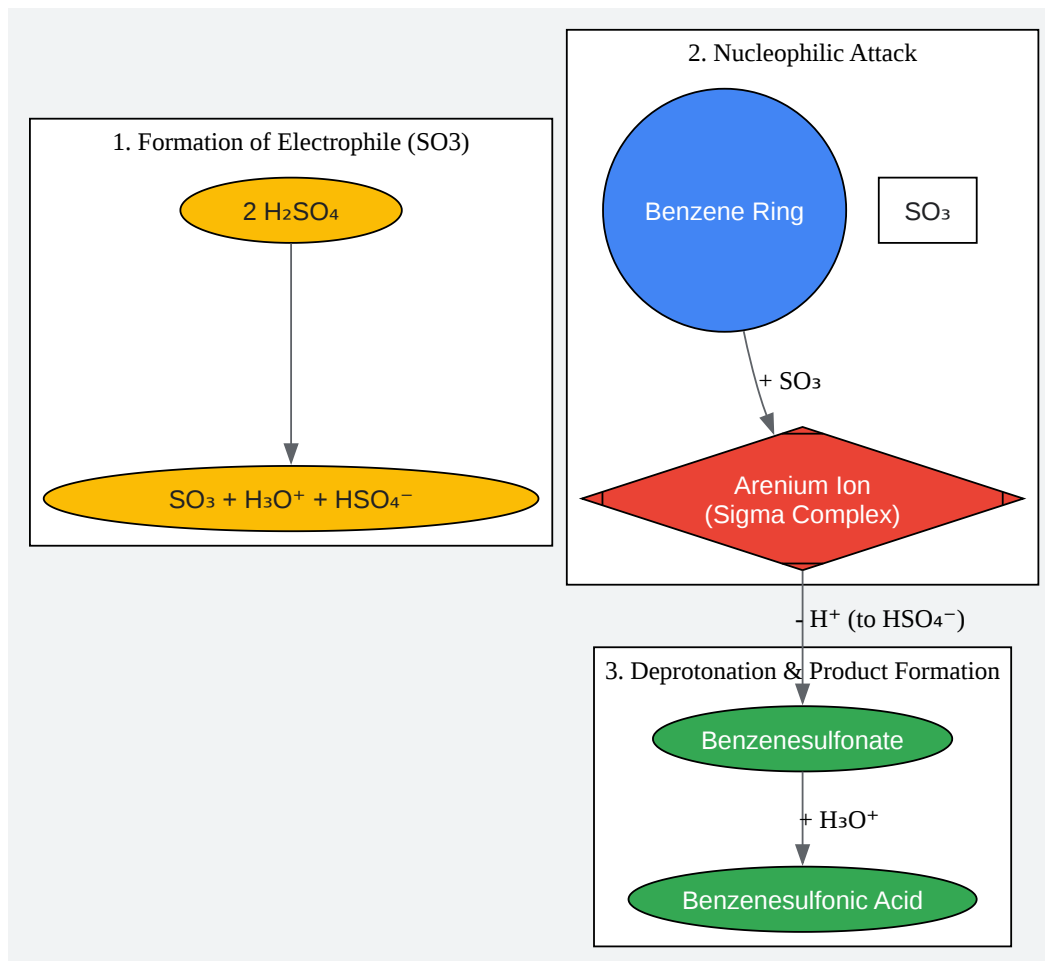 1. Formation of Electrophile (SO3)
2 H₂SO₄
SO₃ + H₃O⁺ + HSO₄⁻
2. Nucleophilic Attack
Benzene Ring
SO₃
+ SO₃
Arenium Ion
(Sigma Complex)
- H⁺ (to HSO₄⁻)
3. Deprotonation & Product Formation
Benzenesulfonate
+ H₃O⁺
Benzenesulfonic Acid